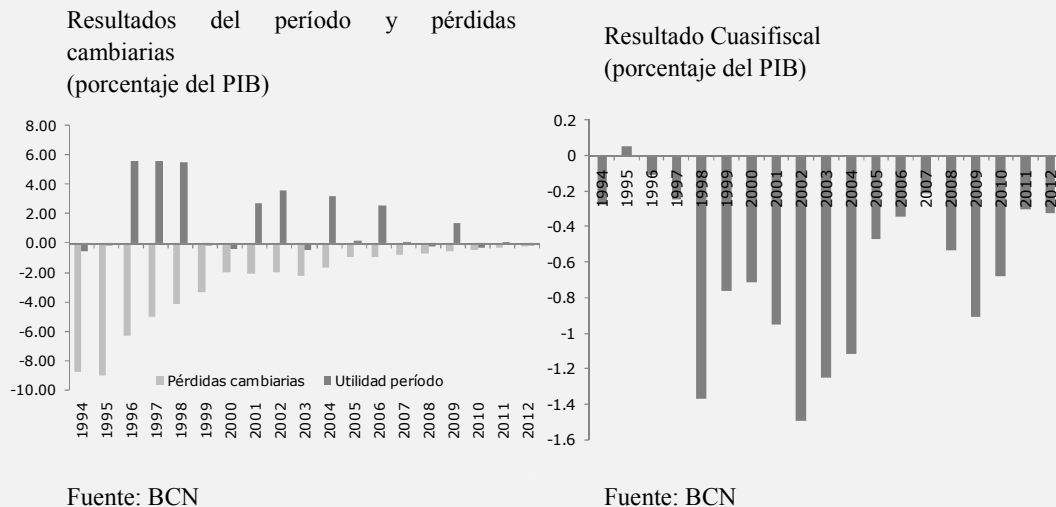 Resultados del período y pérdidas
cambiarias
(porcentaje del PIB)
8.00
6.00
4.00
2.00
0.00
-2.00
-4.00
-6.00
-8.00
-10.00
Pérdidas cambiarias Utilidad período
1994 1995 1996 1997 1998 1999 2000 2001 2002 2003 2004 2005 2006 2007 2008 2009 2010 2011 2012
Fuente: BCN
Resultado Cuasifiscal
(porcentaje del PIB)
0.2
0
-0.2
-0.4
-0.6
-0.8
-1
-1.2
-1.4
-1.6
1994 1995 1996 1997 1998 1999 2000 2001 2002 2003 2004 2005 2006 2007 2008 2009 2010 2011 2012
Fuente: BCN